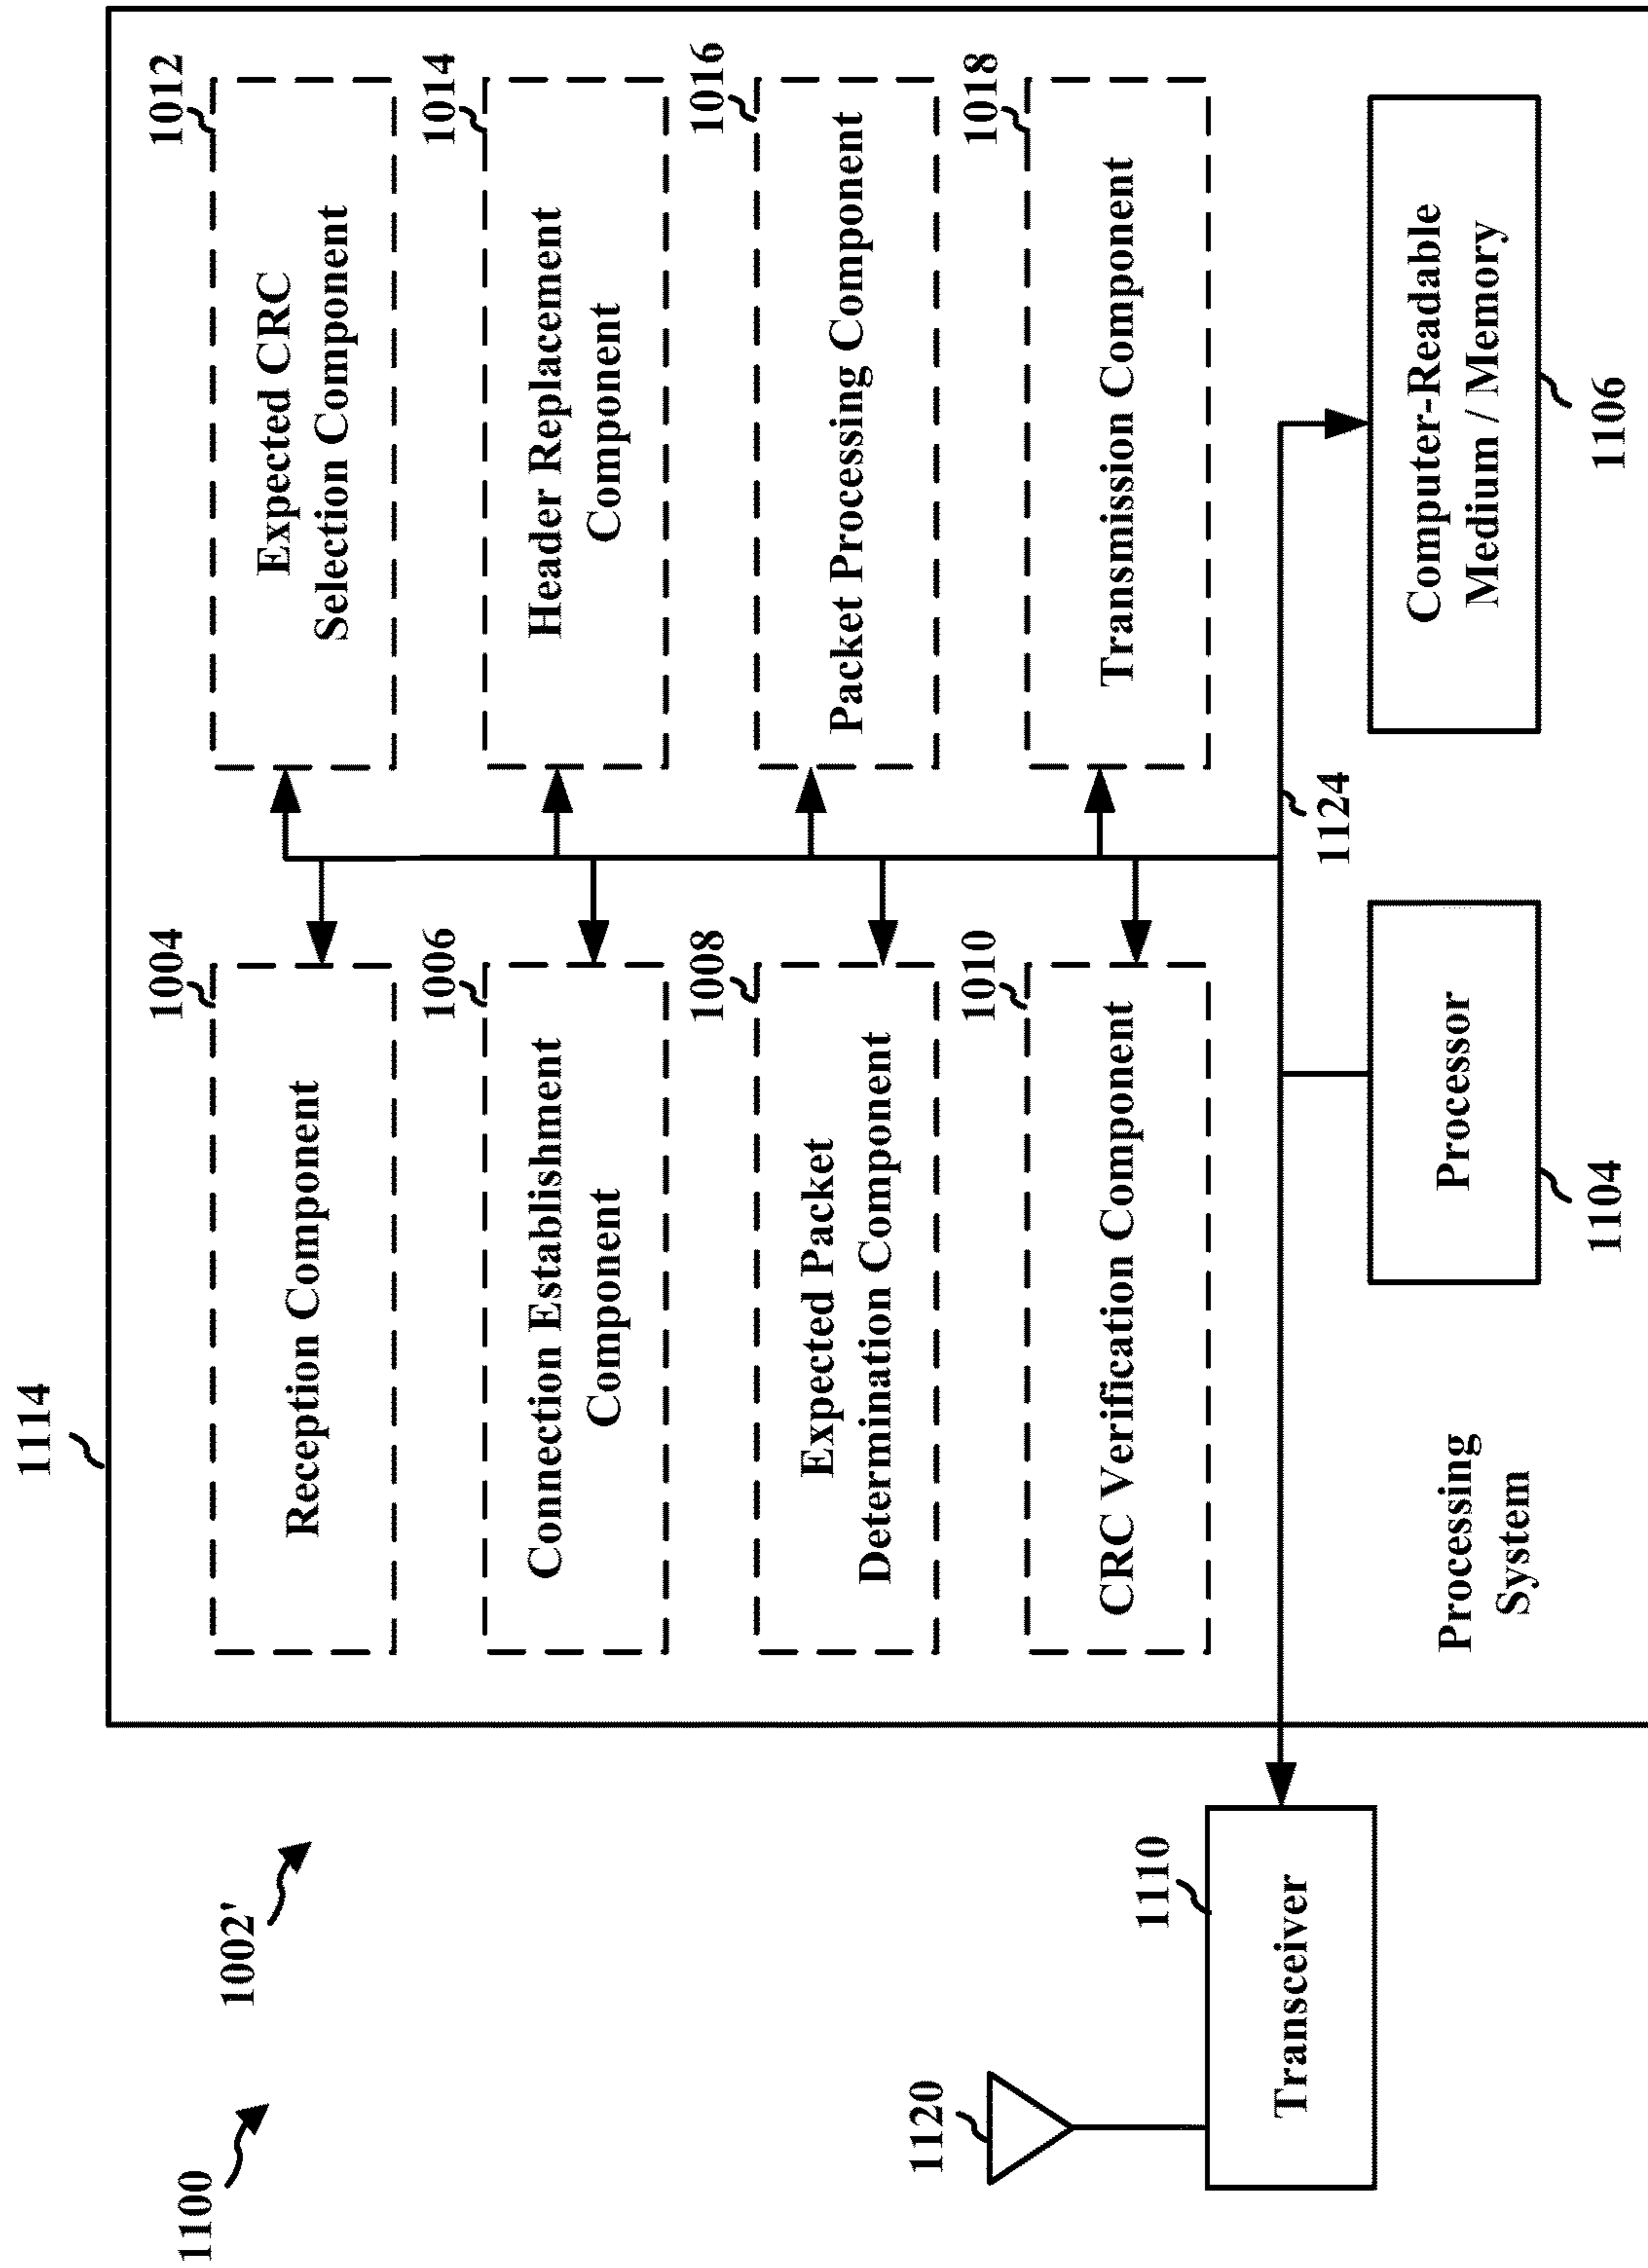 1100
1002'
1114
1004
Reception Component
1012
Expected CRC
Selection Component
1006
Connection Establishment
Component
1014
Header Replacement
Component
1008
Expected Packet
Determination Component
1016
Packet Processing Component
1010
CRC Verification Component
1018
Transmission Component
1120
1110
Transceiver
1124
Processing
System
Processor
1104
Computer-Readable
Medium / Memory
1106